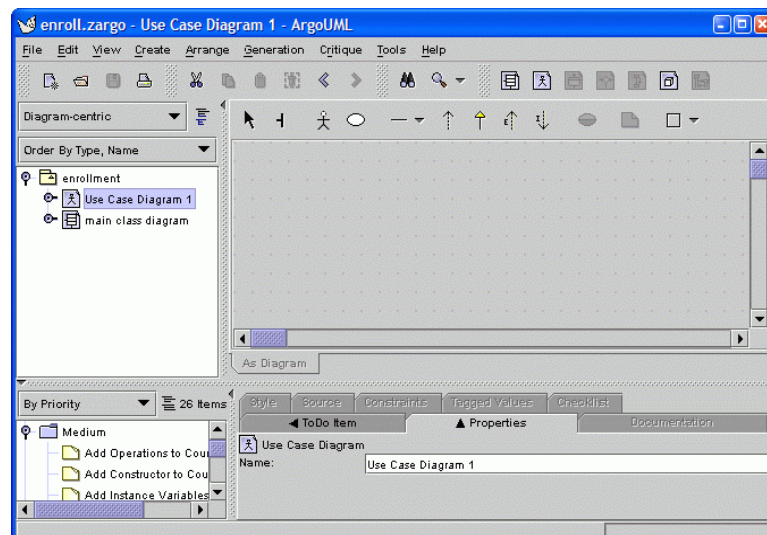 enroll.zargo - Use Case Diagram 1 - ArgoUML
File Edit View Create Arrange Generation Critique Tools Help
Diagram-centric
Order By Type, Name
enrollment
Use Case Diagram 1
main class diagram
As Diagram
By Priority 26 Items
Medium
Add Operations to Cour
Add Constructor to Cou
Add Instance Variables
Style Source Constraints Tagged Values Checklist
ToDo Item Properties Documentation
Use Case Diagram
Name: Use Case Diagram 1